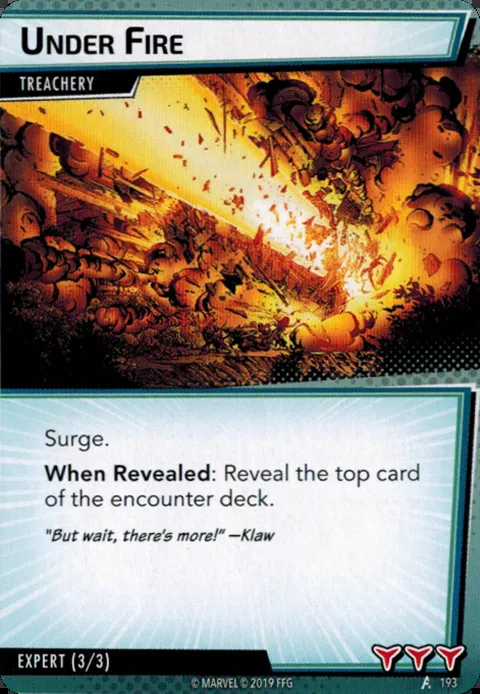 UNDER FIRE
TREACHERY
Surge.
When Revealed: Reveal the top card
of the encounter deck.
"But wait, there's more!" —Klaw
EXPERT (3/3)
© MARVEL © 2019 FFG
193